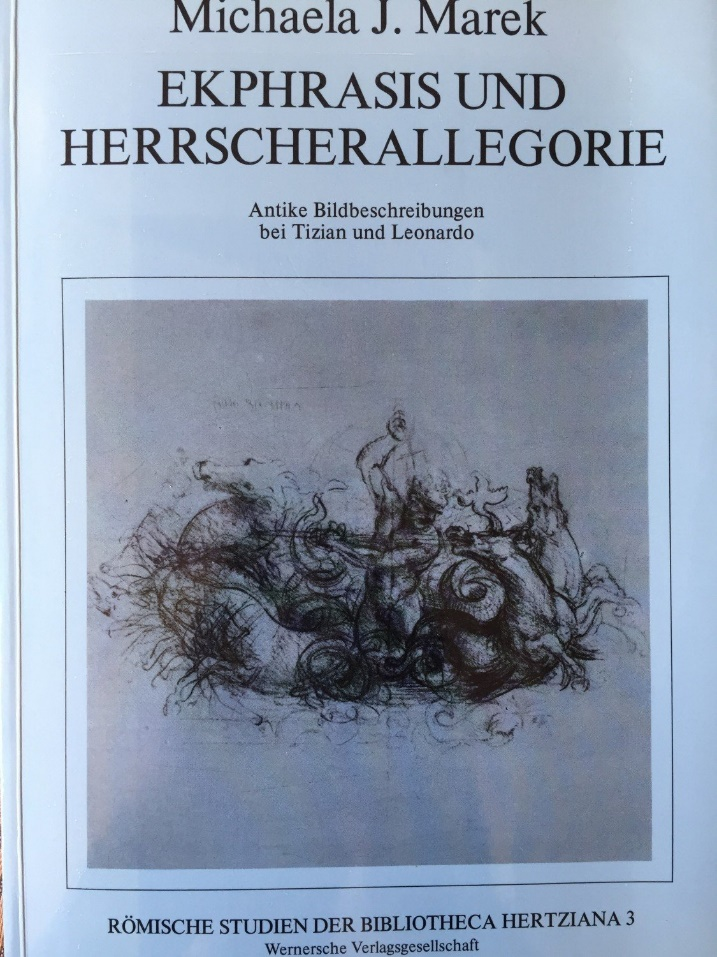 Michaela J. Marek
EKPHRASIS UND
HERRSCHERALLEGORIE
Antike Bildbeschreibungen
bei Tizian und Leonardo
RÖMISCHE STUDIEN DER BIBLIOTHECA HERTZIANA 3
Wernersche Verlagsgesellschaft